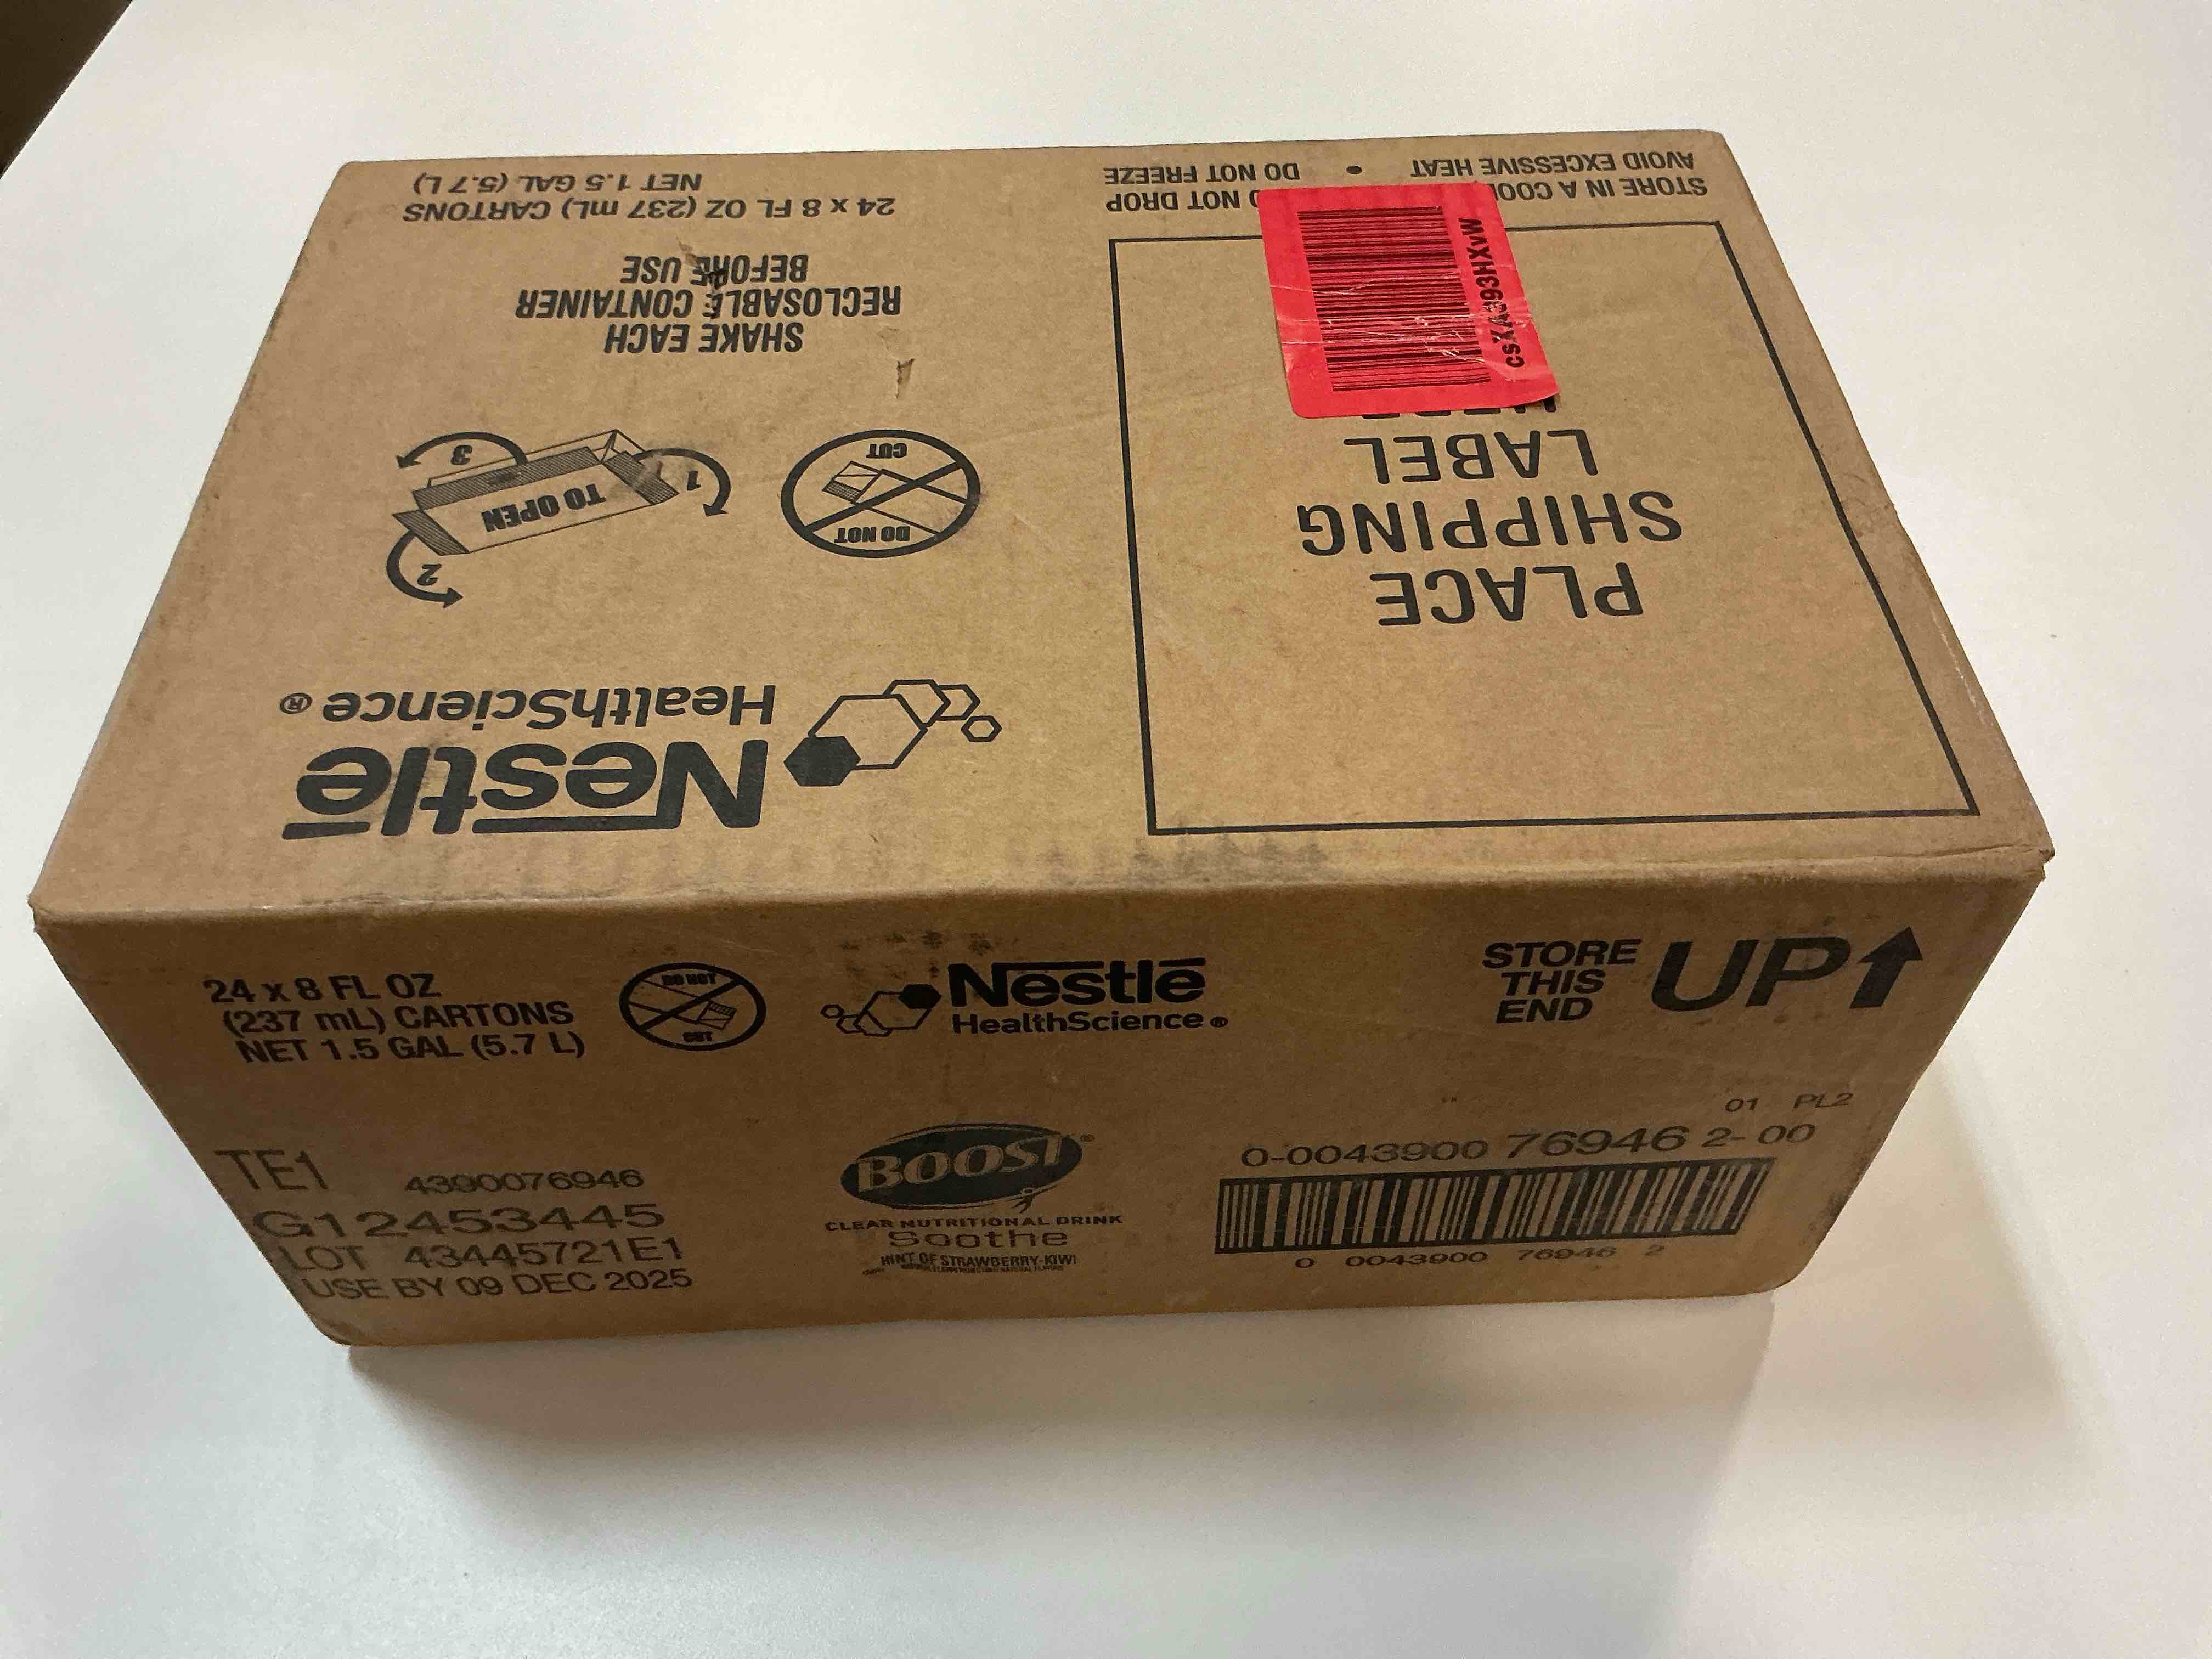 STORE IN A COOL
NOT DROP
AVOID EXCESSIVE HEAT • DO NOT FREEZE
24 x 8 FL OZ (237 mL) CARTONS
NET 1.5 GAL (5.7 L)
SHAKE EACH
RECLOSABLE CONTAINER
BEFORE USE
csXA993HXvW
PLACE
SHIPPING
LABEL
DO NOT
CUT
TO OPEN
1
2
3
Nestlé
HealthScience®
24 x 8 FL OZ
(237 mL) CARTONS
NET 1.5 GAL (5.7 L)
DO NOT
CUT
Nestlé
HealthScience®
STORE
THIS
END
UP
TE1 4390076946
G12453445
LOT 43445721E1
USE BY 09 DEC 2025
BOOST®
CLEAR NUTRITIONAL DRINK
Soothe
HINT OF STRAWBERRY-KIWI
01 PL2
0-0043900 76946 2-00
0 0043900 76946 2